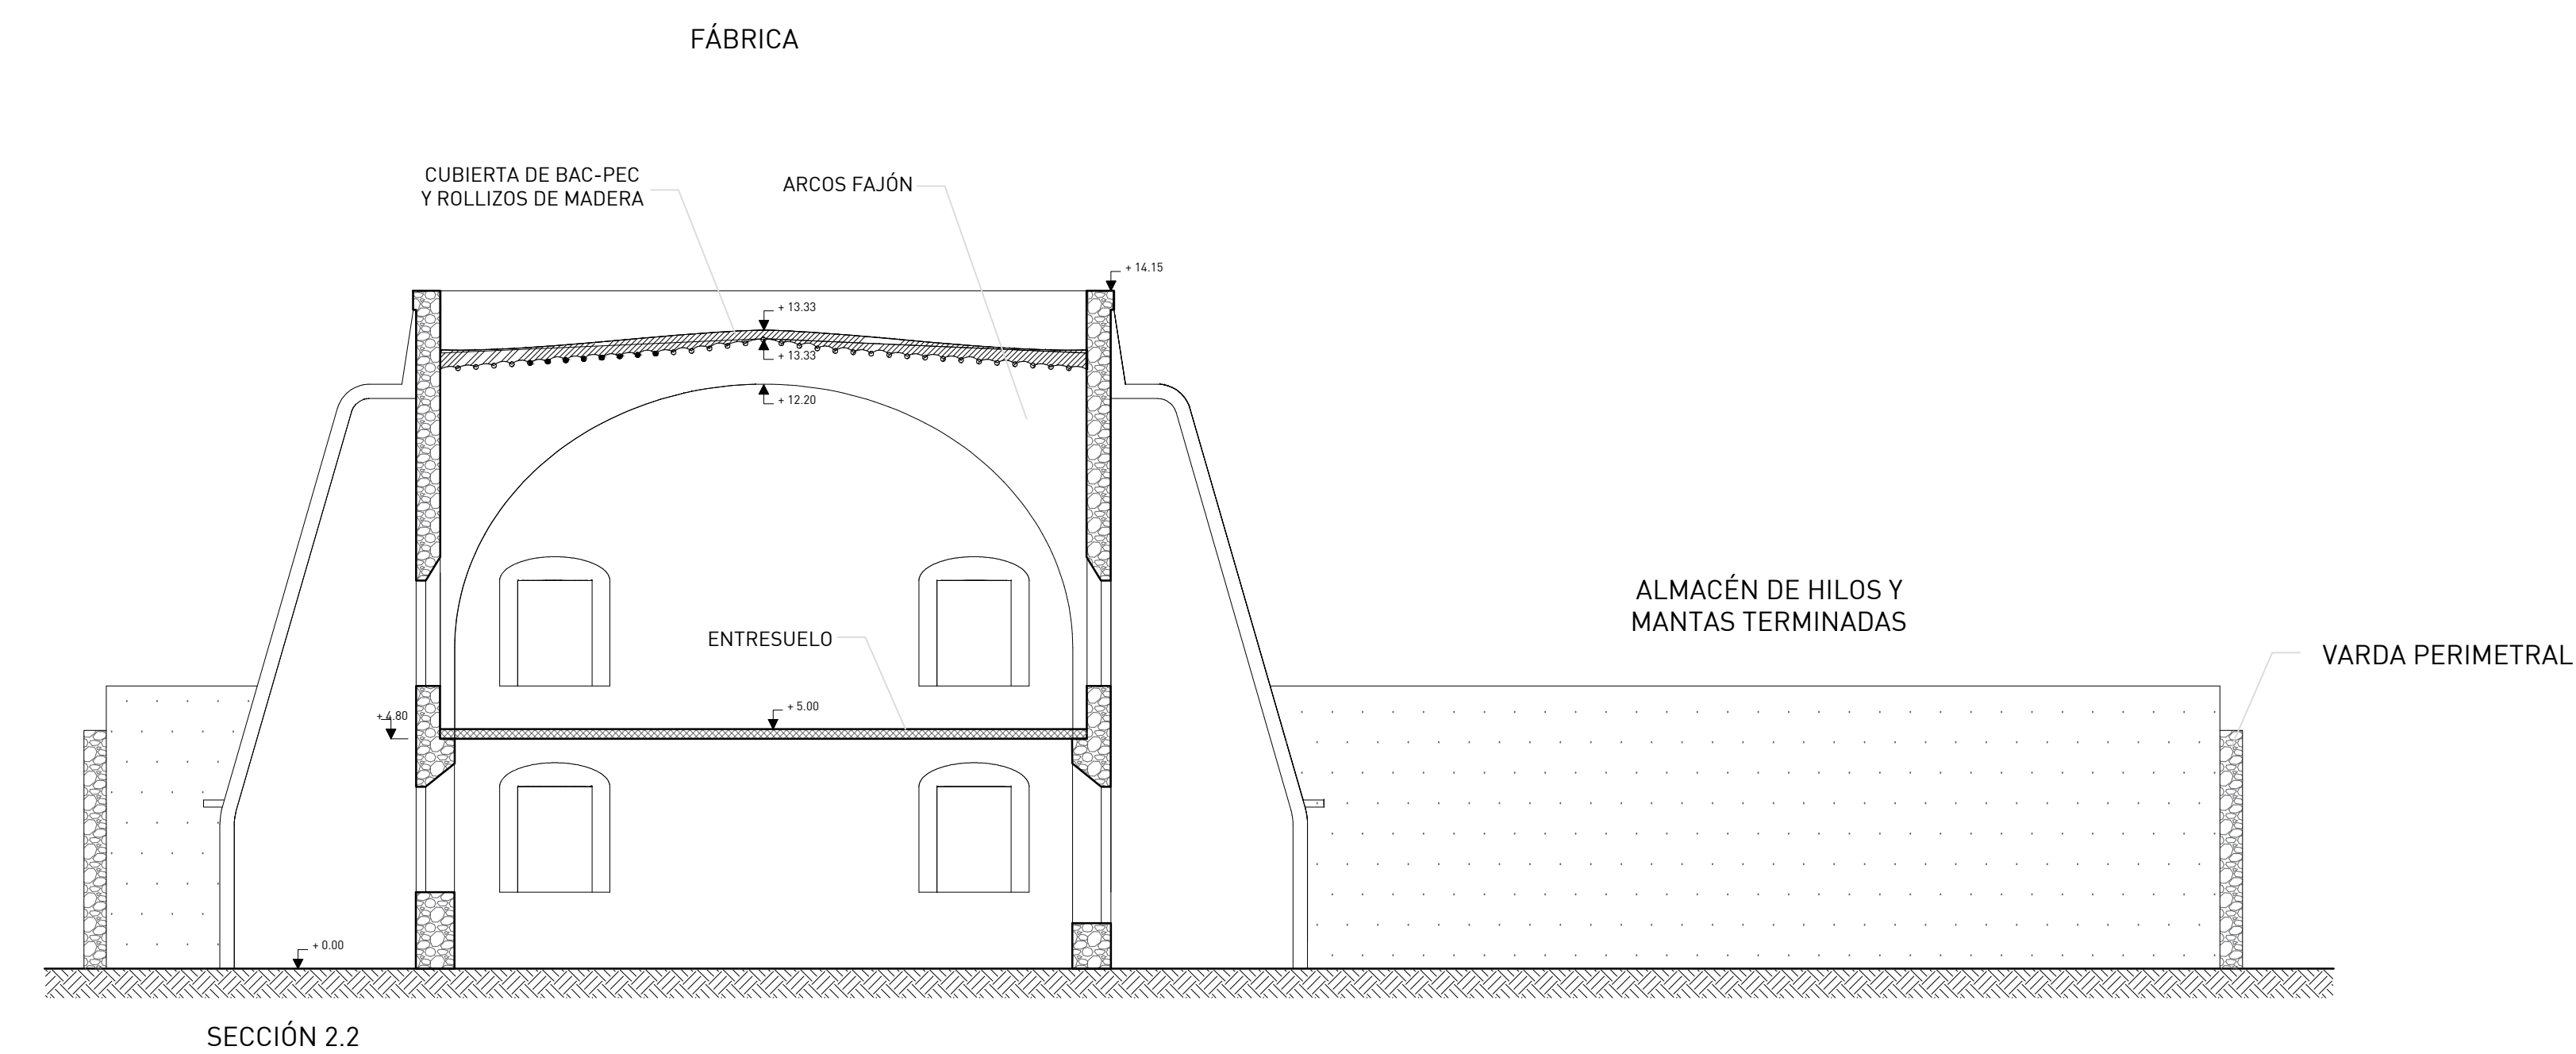 FÁBRICA
CUBIERTA DE BAC-PEC
Y ROLLIZOS DE MADERA
ARCOS FAJÓN
+ 14.15
+ 13.33
+ 13.33
+ 12.20
ALMACÉN DE HILOS Y
MANTAS TERMINADAS
ENTRESUELO
VARDA PERIMETRAL
+ 4.80
+ 5.00
+ 0.00
SECCIÓN 2.2